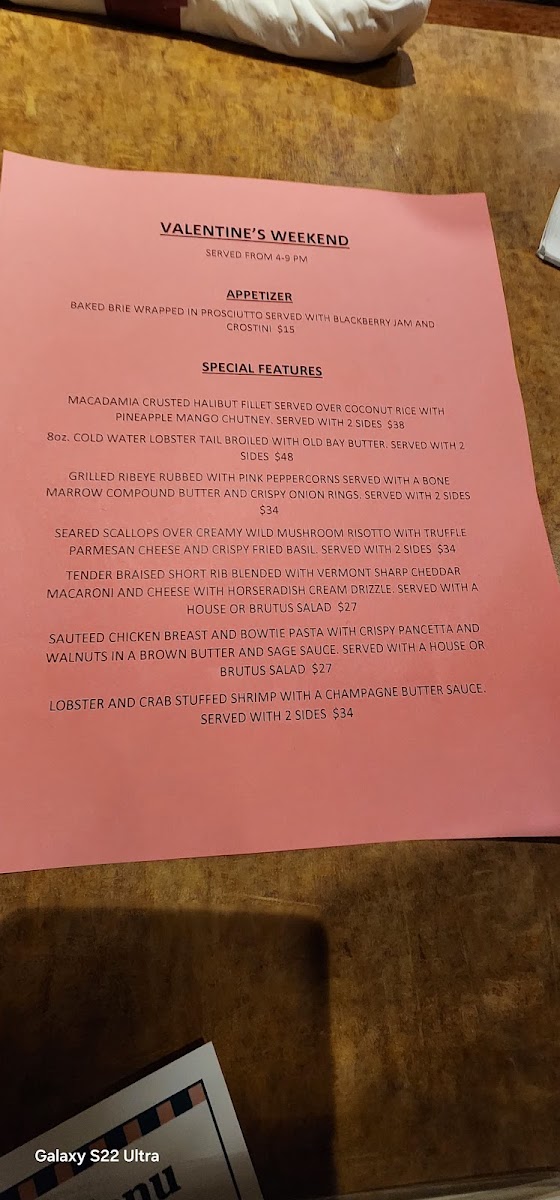 VALENTINE'S WEEKEND
SERVED FROM 4-9 PM
APPETIZER
BAKED BRIE WRAPPED IN PROSCIUTTO SERVED WITH BLACKBERRY JAM AND
CROSTINI $15
SPECIAL FEATURES
MACADAMIA CRUSTED HALIBUT FILLET SERVED OVER COCONUT RICE WITH
PINEAPPLE MANGO CHUTNEY. SERVED WITH 2 SIDES $38
8oz. COLD WATER LOBSTER TAIL BROILED WITH OLD BAY BUTTER. SERVED WITH 2
SIDES $48
GRILLED RIBEYE RUBBED WITH PINK PEPPERCORNS SERVED WITH A BONE
MARROW COMPOUND BUTTER AND CRISPY ONION RINGS. SERVED WITH 2 SIDES
$34
SEARED SCALLOPS OVER CREAMY WILD MUSHROOM RISOTTO WITH TRUFFLE
PARMESAN CHEESE AND CRISPY FRIED BASIL. SERVED WITH 2 SIDES $34
TENDER BRAISED SHORT RIB BLENDED WITH VERMONT SHARP CHEDDAR
MACARONI AND CHEESE WITH HORSERADISH CREAM DRIZZLE. SERVED WITH A
HOUSE OR BRUTUS SALAD $27
SAUTEED CHICKEN BREAST AND BOWTIE PASTA WITH CRISPY PANCETTA AND
WALNUTS IN A BROWN BUTTER AND SAGE SAUCE. SERVED WITH A HOUSE OR
BRUTUS SALAD $27
LOBSTER AND CRAB STUFFED SHRIMP WITH A CHAMPAGNE BUTTER SAUCE.
SERVED WITH 2 SIDES $34
Galaxy S22 Ultra